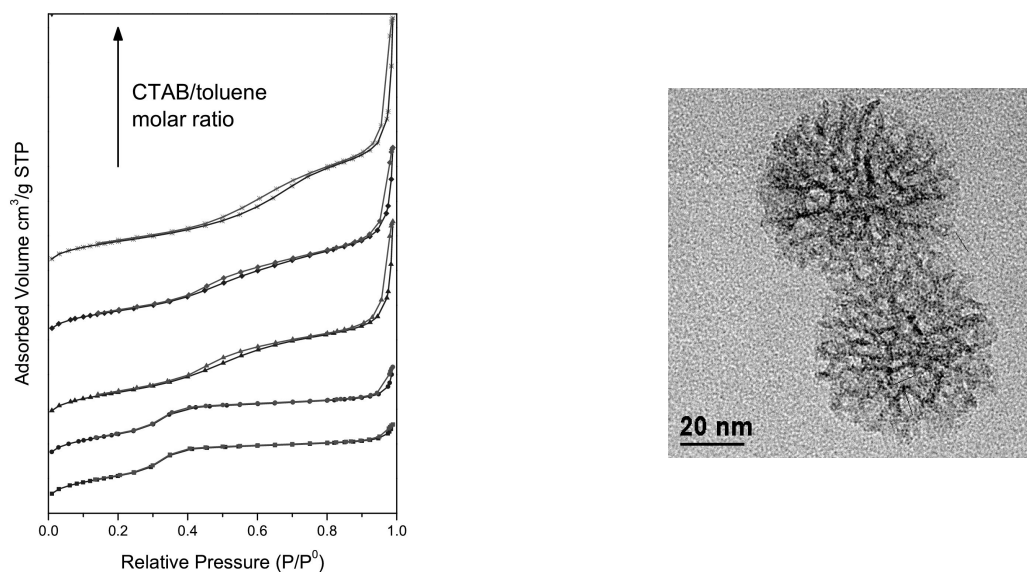 CTAB/toluene
molar ratio
Adsorbed Volume cm³/g STP
0.0 0.2 0.4 0.6 0.8 1.0
Relative Pressure (P/P⁰)
20 nm